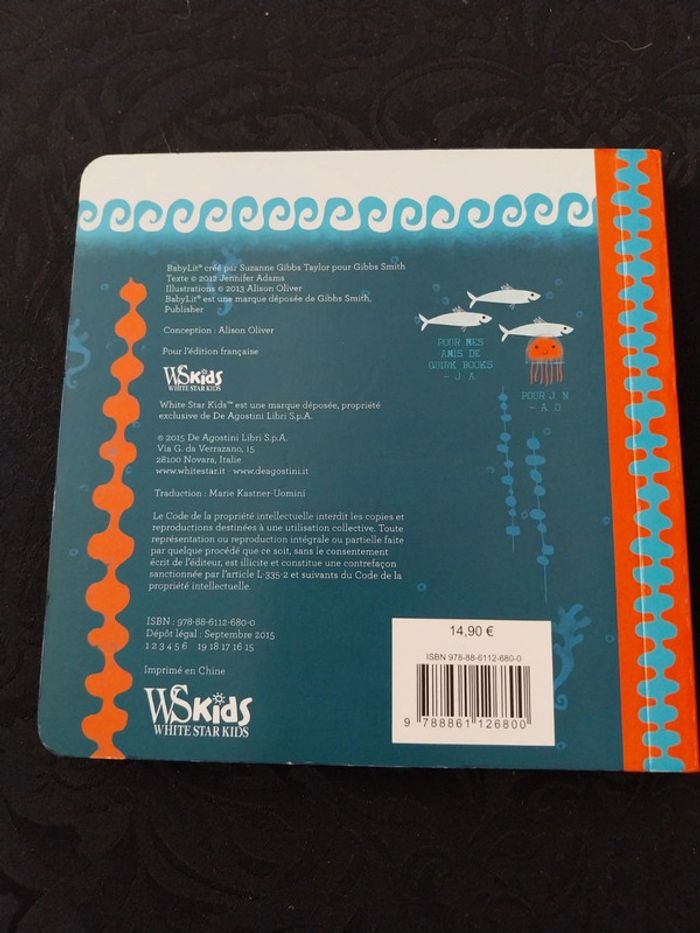 BabyLit® créé par Suzanne Gibbs Taylor pour Gibbs Smith
Texte © 2012 Jennifer Adams
Illustrations © 2013 Alison Oliver
BabyLit® est une marque déposée de Gibbs Smith,
Publisher
Conception : Alison Oliver
Pour l'édition française
WSKidS
WHITE STAR KIDS
White Star Kids™ est une marque déposée, propriété
exclusive de De Agostini Libri S.p.A.
© 2015 De Agostini Libri S.p.A.
Via G. da Verrazano, 15
28100 Novara, Italie
www.whitestar.it - www.deagostini.it
Traduction : Marie Kastner-Uomini
Le Code de la propriété intellectuelle interdit les copies et
reproductions destinées à une utilisation collective. Toute
représentation ou reproduction intégrale ou partielle faite
par quelque procédé que ce soit, sans le consentement
écrit de l'éditeur, est illicite et constitue une contrefaçon
sanctionnée par l'article L-335-2 et suivants du Code de la
propriété intellectuelle.
ISBN : 978-88-6112-680-0
Dépôt légal : Septembre 2015
1 2 3 4 5 6 19 18 17 16 15
Imprimé en Chine
WSKidS
WHITE STAR KIDS
POUR MES
AMIS DE
QUIRK BOOKS
- J A
POUR J N
- A O
14,90 €
ISBN 978-88-6112-680-0
9 788861 126800